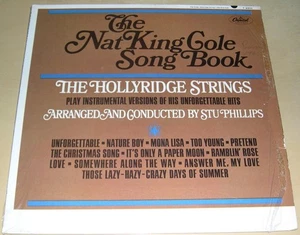 Capitol
The
Nat King Cole
Song Book
THE HOLLYRIDGE STRINGS
PLAY INSTRUMENTAL VERSIONS OF HIS UNFORGETTABLE HITS
ARRANGED AND CONDUCTED BY STU PHILLIPS
UNFORGETTABLE • NATURE BOY • MONA LISA • TOO YOUNG • PRETEND
THE CHRISTMAS SONG • IT'S ONLY A PAPER MOON • RAMBLIN' ROSE
LOVE • SOMEWHERE ALONG THE WAY • ANSWER ME, MY LOVE
THOSE LAZY-HAZY-CRAZY DAYS OF SUMMER